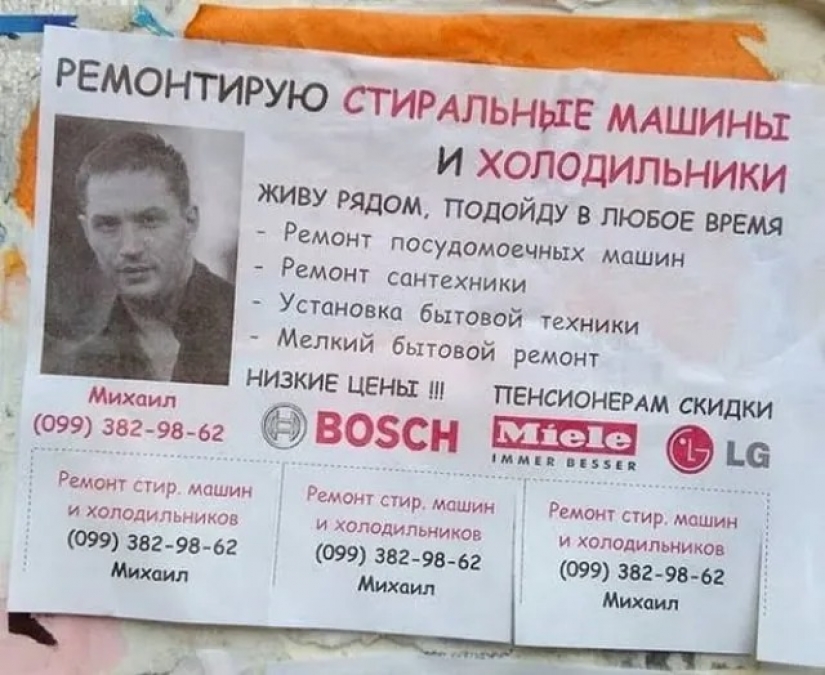 РЕМОНТИРУЮ СТИРАЛЬНЫЕ МАШИНЫ
И ХОЛОДИЛЬНИКИ
ЖИВУ РЯДОМ, ПОДОЙДУ В ЛЮБОЕ ВРЕМЯ
- Ремонт посудомоечных машин
- Ремонт сантехники
- Установка бытовой техники
- Мелкий бытовой ремонт
НИЗКИЕ ЦЕНЫ !!! ПЕНСИОНЕРАМ СКИДКИ
Михаил
(099) 382-98-62
BOSCH
Miele
IMMER BESSER
LG
Ремонт стир. машин
и холодильников
(099) 382-98-62
Михаил
Ремонт стир. машин
и холодильников
(099) 382-98-62
Михаил
Ремонт стир. машин
и холодильников
(099) 382-98-62
Михаил